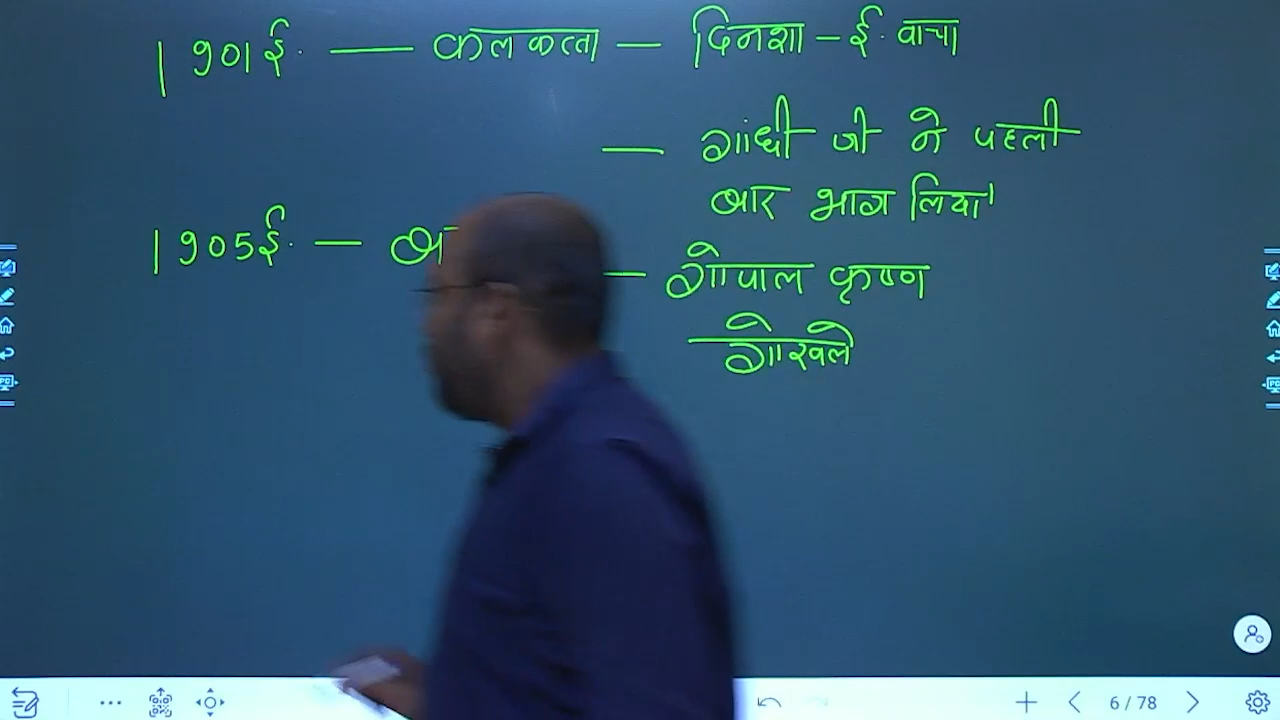 1901ई. — कलकत्ता — दिनशा – ई. वाचा
— गांधी जी ने पहली
बार भाग लिया
1905ई. —
— गोपाल कृष्ण
गोखले
6 / 78